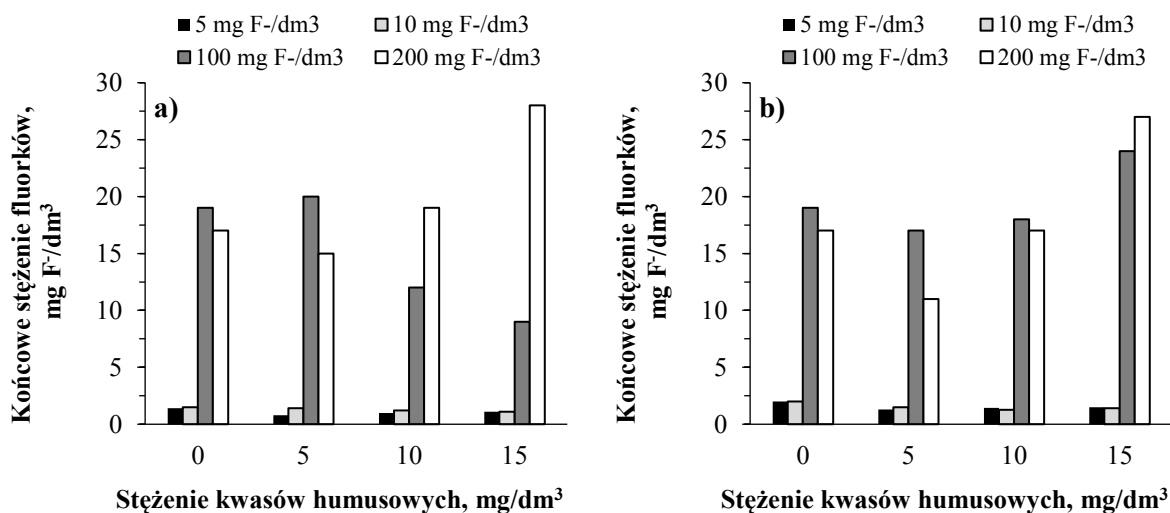 5 mg F-/dm3 10 mg F-/dm3
100 mg F-/dm3 200 mg F-/dm3
a)
Końcowe stężenie fluorków,
mg F-/dm³
30
25
20
15
10
5
0
0 5 10 15
Stężenie kwasów humusowych, mg/dm³
5 mg F-/dm3 10 mg F-/dm3
100 mg F-/dm3 200 mg F-/dm3
b)
Końcowe stężenie fluorków,
mg F-/dm³
30
25
20
15
10
5
0
0 5 10 15
Stężenie kwasów humusowych, mg/dm³